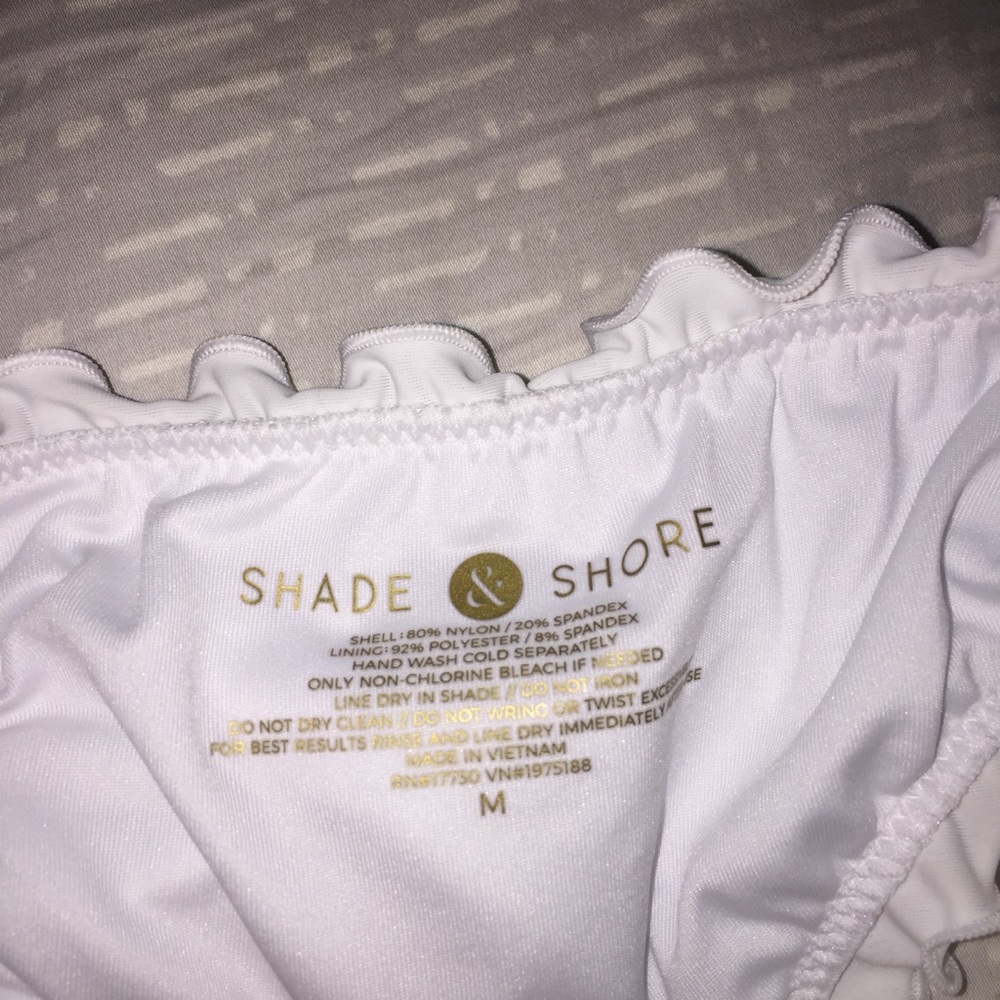 SHADE & SHORE
SHELL: 80% NYLON / 20% SPANDEX
LINING: 92% POLYESTER / 8% SPANDEX
HAND WASH COLD SEPARATELY
ONLY NON-CHLORINE BLEACH IF NEEDED
LINE DRY IN SHADE // DO NOT IRON
DO NOT DRY CLEAN // DO NOT WRING OR TWIST
FOR BEST RESULTS RINSE AND LINE DRY IMMEDIATELY
MADE IN VIETNAM
RN#17730 VN#1975188
M